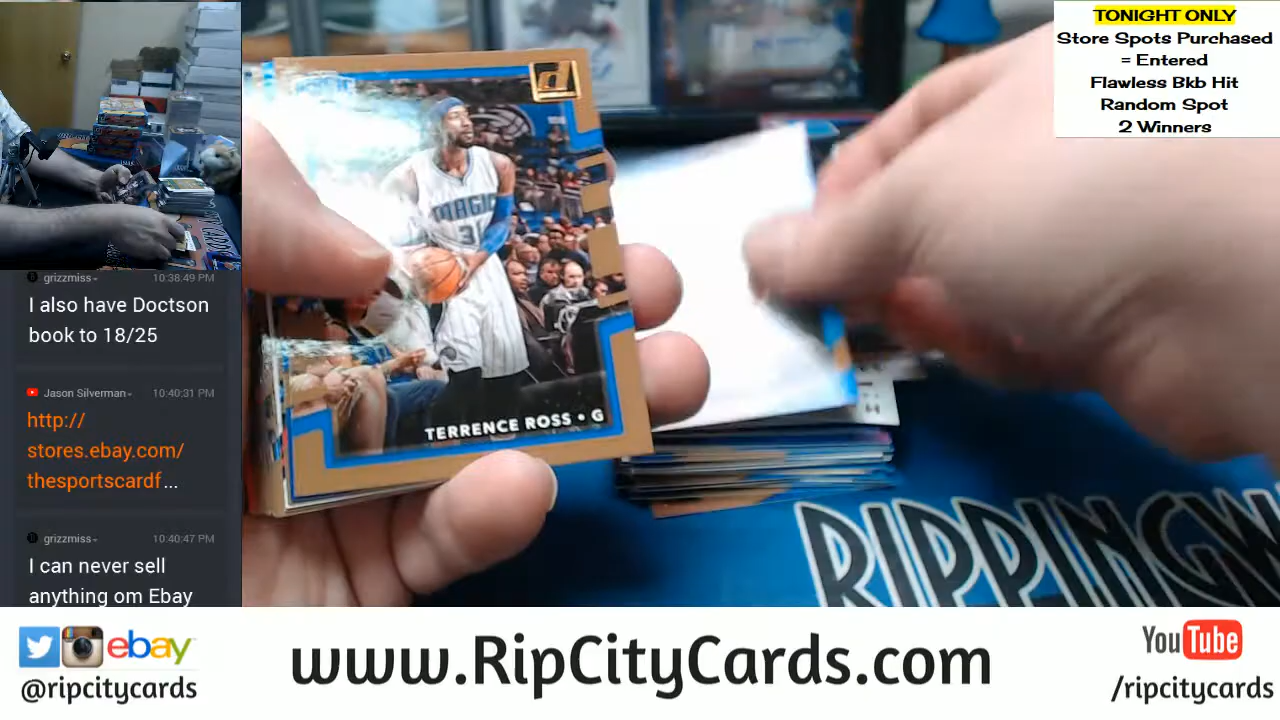 TONIGHT ONLY
Store Spots Purchased
= Entered
Flawless Bkb Hit
Random Spot
2 Winners
d
MAGIC
31
TERRENCE ROSS • G
grizzmiss 10:38:49 PM
I also have Doctson
book to 18/25
Jason Silverman 10:40:31 PM
http://
stores.ebay.com/
thesportscardf...
grizzmiss 10:40:47 PM
I can never sell
anything om Ebay
ebay
@ripcitycards
www.RipCityCards.com
YouTube
/ripcitycards